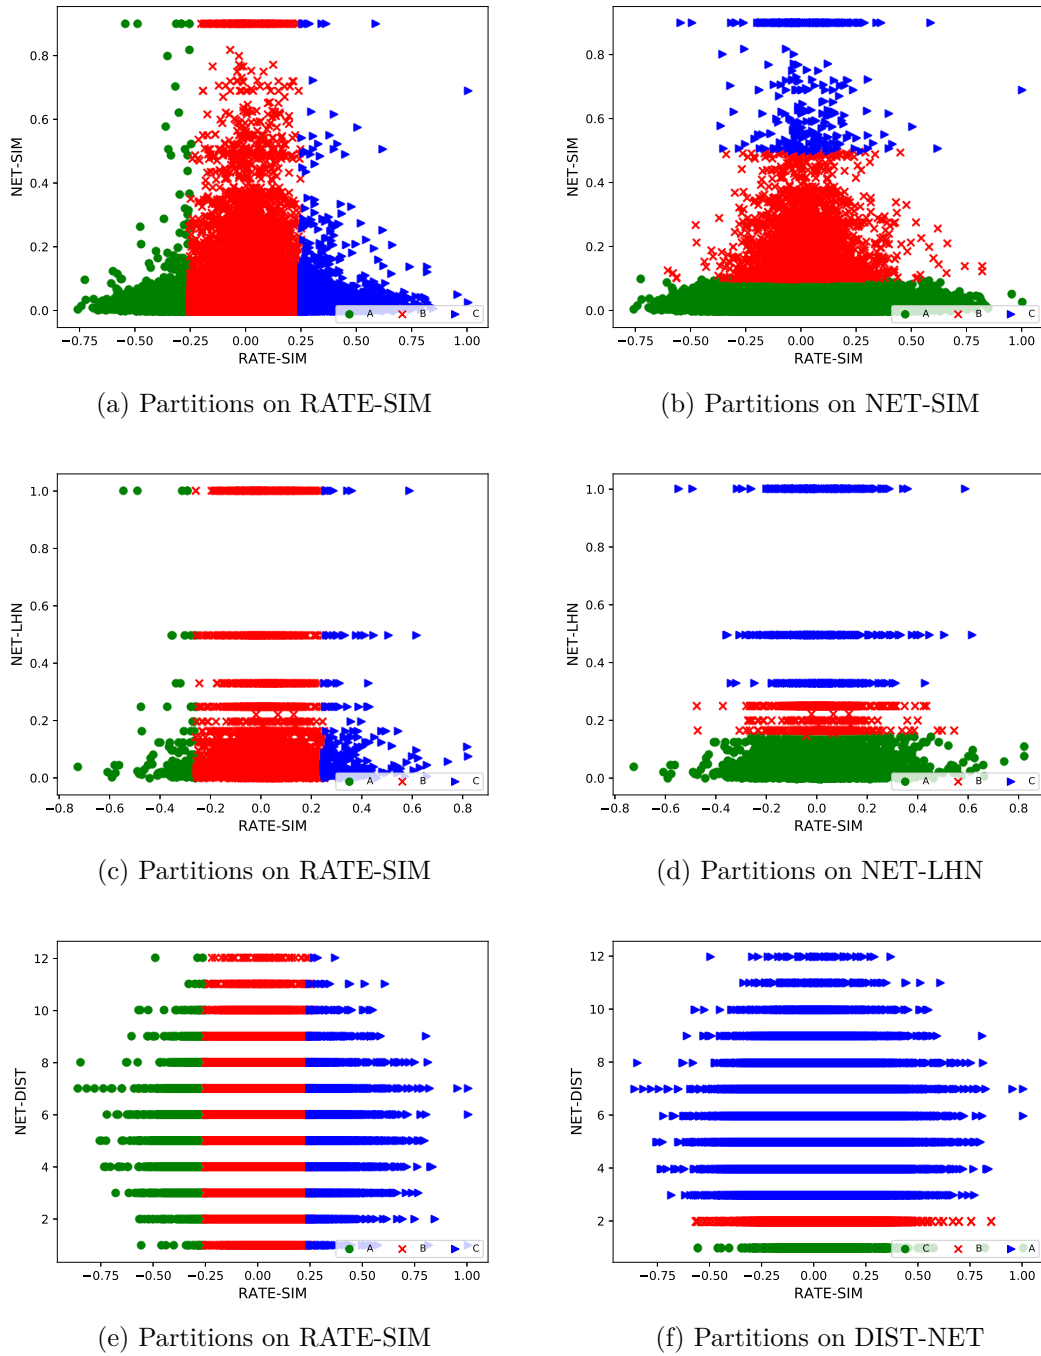 0.8
0.6
0.4
0.2
0.0
NET-SIM
−0.75 −0.50 −0.25 0.00 0.25 0.50 0.75 1.00
RATE-SIM
A B C
(a) Partitions on RATE-SIM
0.8
0.6
0.4
0.2
0.0
NET-SIM
−0.75 −0.50 −0.25 0.00 0.25 0.50 0.75 1.00
RATE-SIM
A B C
(b) Partitions on NET-SIM
1.0
0.8
0.6
0.4
0.2
0.0
NET-LHN
−0.8 −0.6 −0.4 −0.2 0.0 0.2 0.4 0.6 0.8
RATE-SIM
A B C
(c) Partitions on RATE-SIM
1.0
0.8
0.6
0.4
0.2
0.0
NET-LHN
−0.8 −0.6 −0.4 −0.2 0.0 0.2 0.4 0.6 0.8
RATE-SIM
A B C
(d) Partitions on NET-LHN
12
10
8
6
4
2
NET-DIST
−0.75 −0.50 −0.25 0.00 0.25 0.50 0.75 1.00
RATE-SIM
A B C
(e) Partitions on RATE-SIM
12
10
8
6
4
2
NET-DIST
−0.75 −0.50 −0.25 0.00 0.25 0.50 0.75 1.00
RATE-SIM
C B A
(f) Partitions on DIST-NET